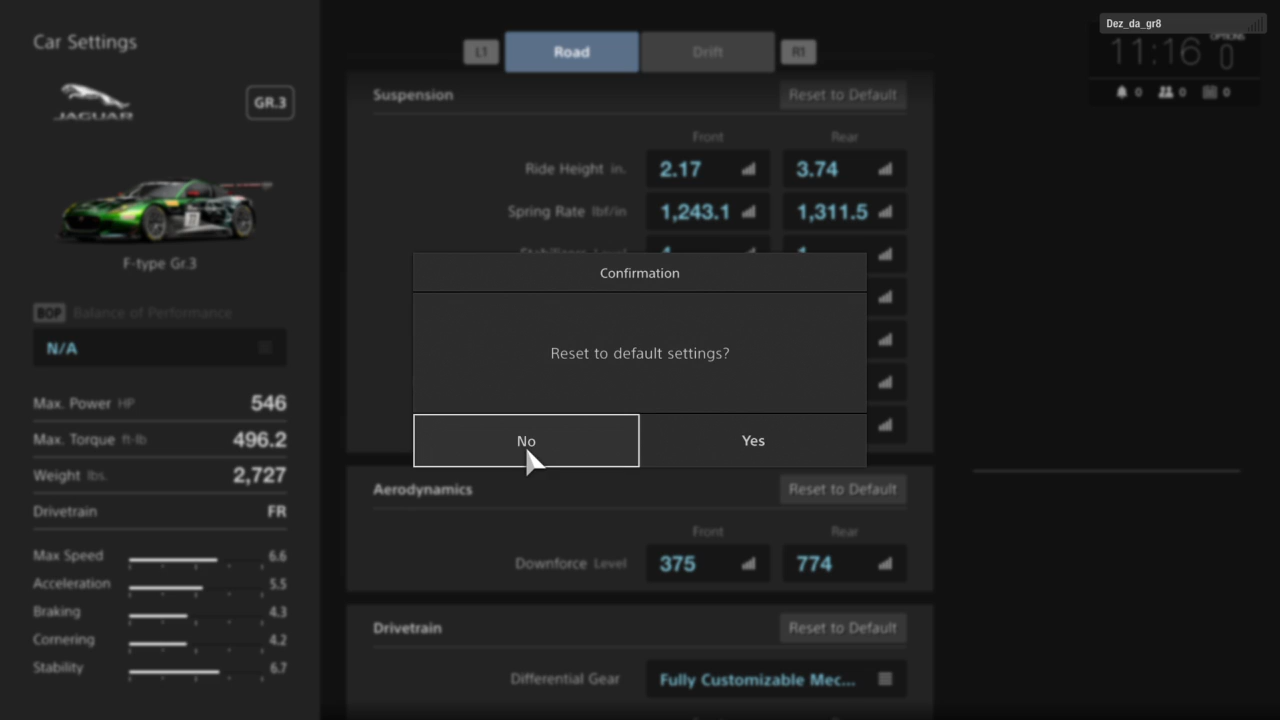 Car Settings
JAGUAR
GR.3
F-type Gr.3
BOP Balance of Performance
N/A
Max. Power HP 546
Max. Torque ft-lb 496.2
Weight lbs. 2,727
Drivetrain FR
Max Speed 6.6
Acceleration 5.5
Braking 4.3
Cornering 4.2
Stability 6.7
L1 Road Drift R1
Suspension Reset to Default
Front Rear
Ride Height in. 2.17 3.74
Spring Rate lbf/in 1,243.1 1,311.5
Confirmation
Reset to default settings?
No Yes
Aerodynamics Reset to Default
Front Rear
Downforce Level 375 774
Drivetrain Reset to Default
Differential Gear Fully Customizable Mec...
Dez_da_gr8
OPTIONS
11:16
0 0 0